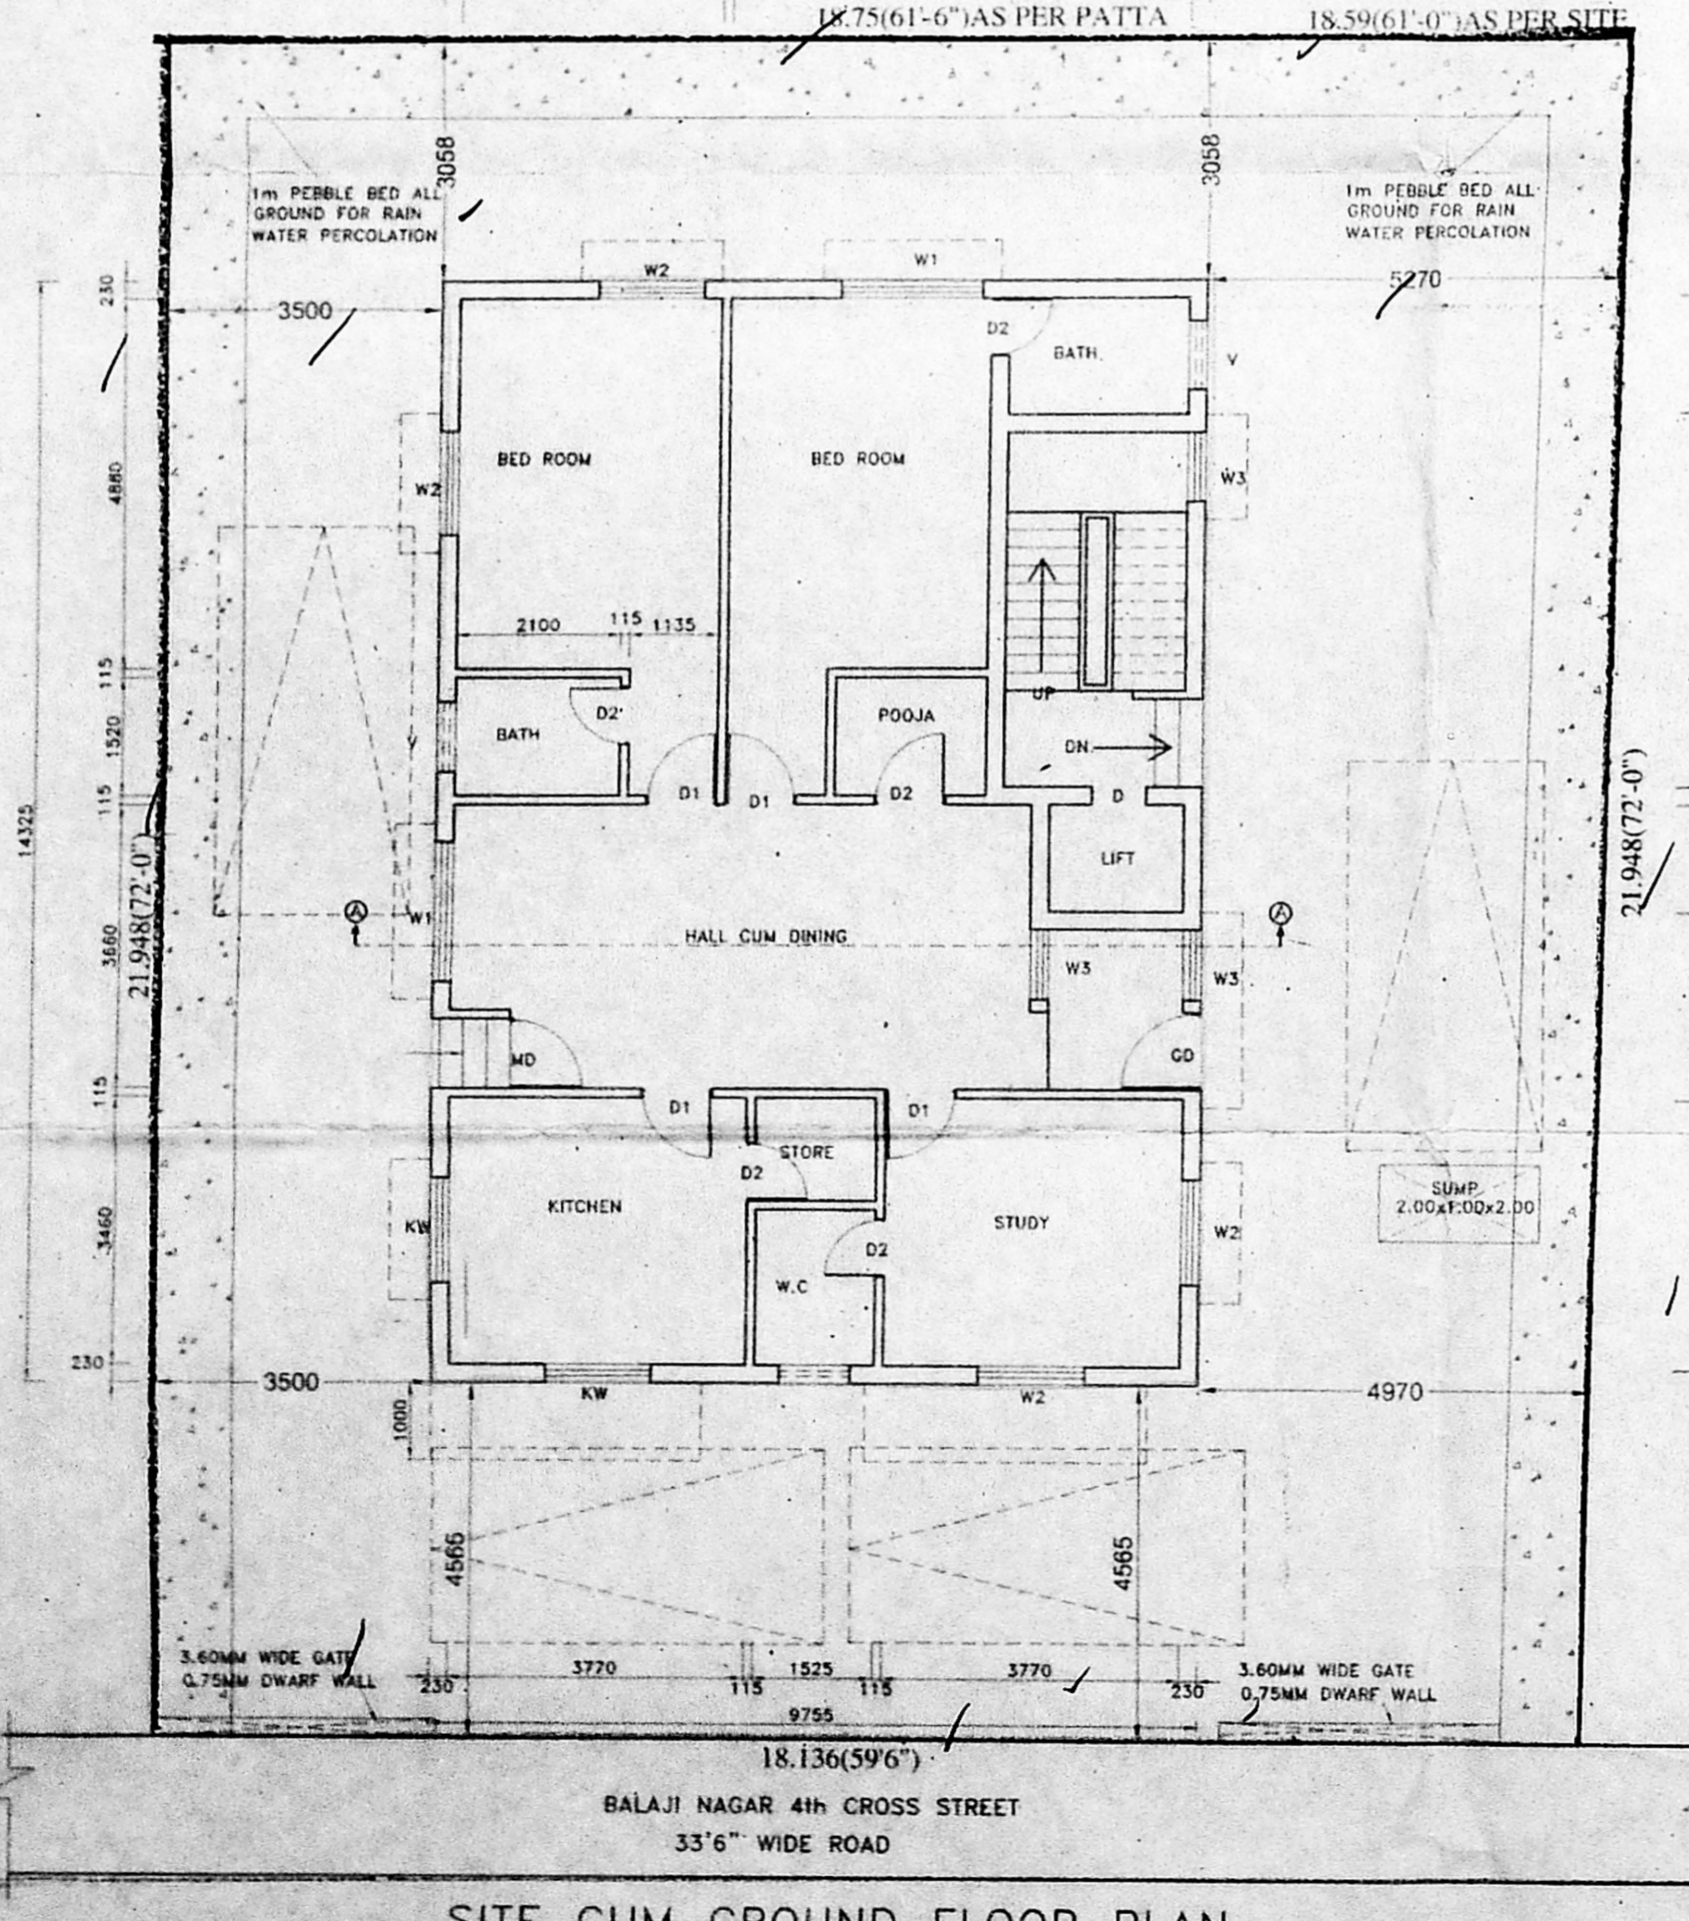 18.75(61'-6")AS PER PATTA
18.59(61'-0")AS PER SITE
3058
3058
1m PEBBLE BED ALL
GROUND FOR RAIN
WATER PERCOLATION
1m PEBBLE BED ALL
GROUND FOR RAIN
WATER PERCOLATION
W2
W1
5270
230
3500
D2
BATH
V
BED ROOM
BED ROOM
4880
W2
W3
2100
115
1135
115
UP
BATH
D2
POOJA
1520
DN
115
D1
D1
D2
D
14325
21.948(72'-0")
21.948(72'-0")
LIFT
A
W1
A
HALL CUM DINING
3660
W3
W3
MD
GD
115
D1
D1
STORE
D2
KITCHEN
STUDY
SUMP
2.00x1.00x2.00
3460
KW
W2
D2
W.C
230
3500
KW
W2
4970
1000
4565
4565
3.60MM WIDE GATE
0.75MM DWARF WALL
230
3770
115
1525
115
3770
230
3.60MM WIDE GATE
0.75MM DWARF WALL
9755
18.136(59'6")
BALAJI NAGAR 4th CROSS STREET
33'6" WIDE ROAD
SITE CUM GROUND FLOOR PLAN